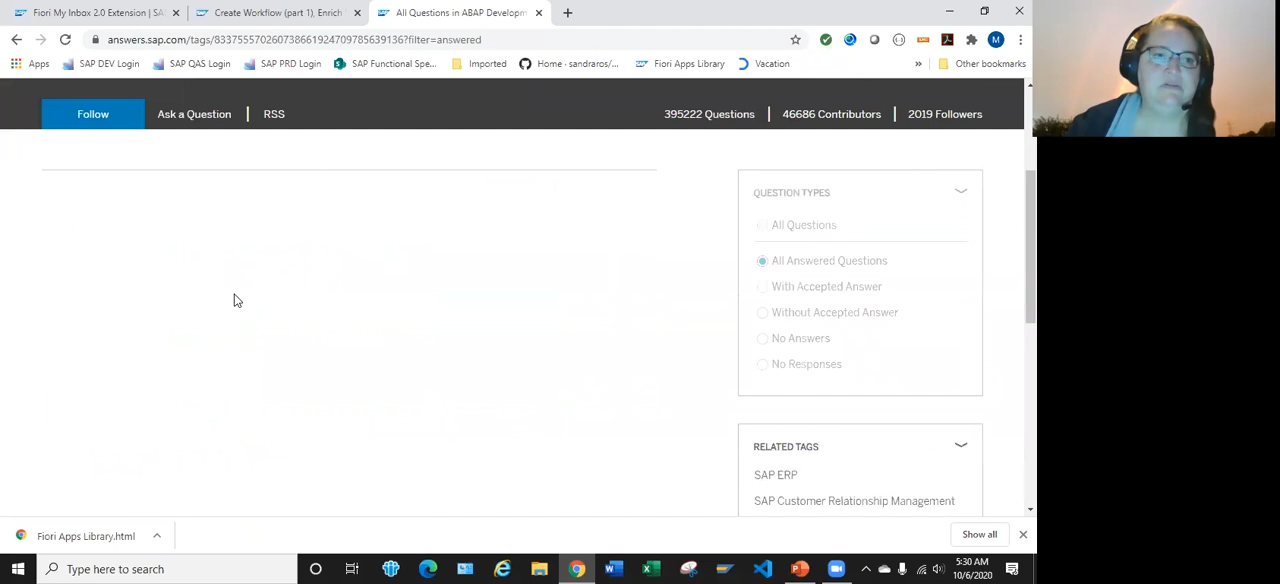 Fiori My Inbox 2.0 Extension | SA
Create Workflow (part 1), Enrich
All Questions in ABAP Developm
answers.sap.com/tags/833755570260738661924709785639136?filter=answered
Apps
SAP DEV Login
SAP QAS Login
SAP PRD Login
SAP Functional Spe...
Imported
Home - sandraros/...
Fiori Apps Library
Vacation
»
Other bookmarks
Follow
Ask a Question
RSS
395222 Questions
46686 Contributors
2019 Followers
QUESTION TYPES
All Questions
All Answered Questions
With Accepted Answer
Without Accepted Answer
No Answers
No Responses
RELATED TAGS
SAP ERP
SAP Customer Relationship Management
Fiori Apps Library.html
Show all
Type here to search
5:30 AM
10/6/2020